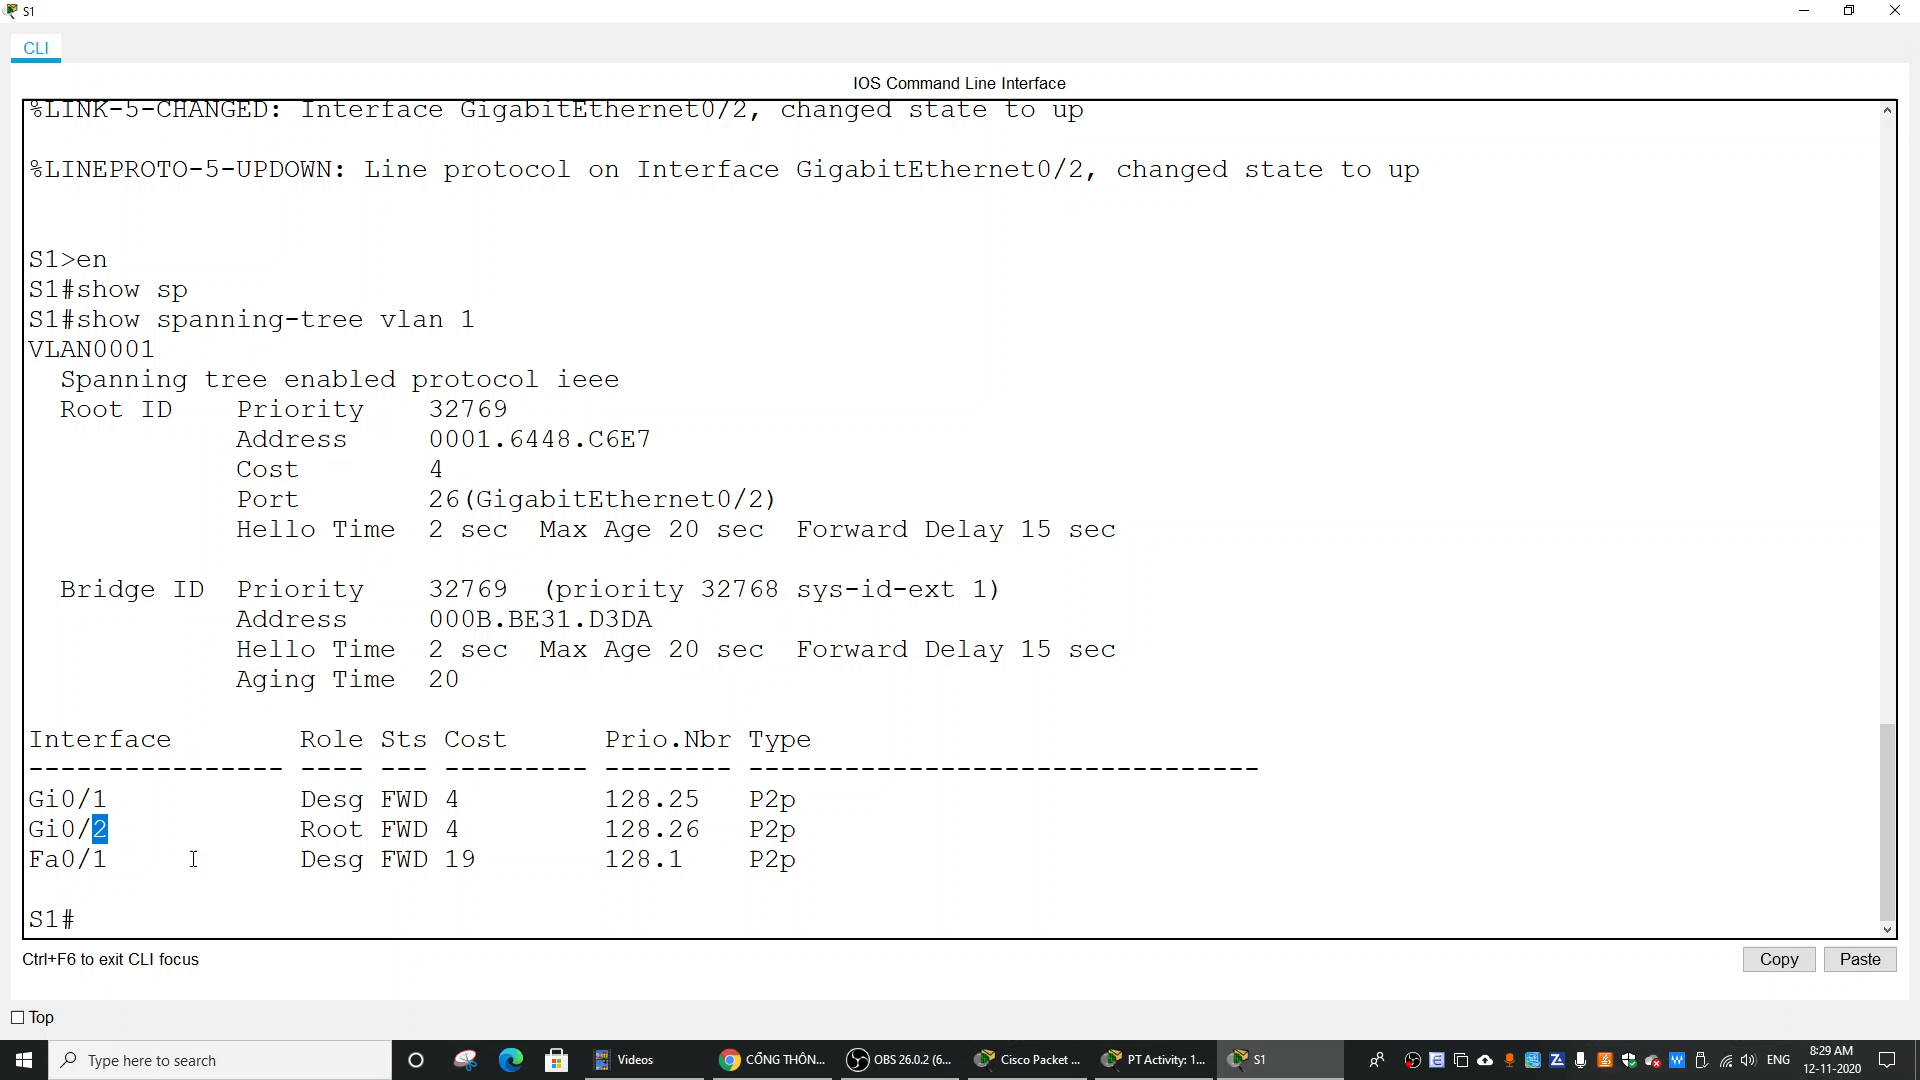 S1
CLI
IOS Command Line Interface
%LINK-5-CHANGED: Interface GigabitEthernet0/2, changed state to up
%LINEPROTO-5-UPDOWN: Line protocol on Interface GigabitEthernet0/2, changed state to up
S1>en
S1#show sp
S1#show spanning-tree vlan 1
VLAN0001
Spanning tree enabled protocol ieee
Root ID Priority 32769
Address 0001.6448.C6E7
Cost 4
Port 26(GigabitEthernet0/2)
Hello Time 2 sec Max Age 20 sec Forward Delay 15 sec
Bridge ID Priority 32769 (priority 32768 sys-id-ext 1)
Address 000B.BE31.D3DA
Hello Time 2 sec Max Age 20 sec Forward Delay 15 sec
Aging Time 20
Interface Role Sts Cost Prio.Nbr Type
---------------- ---- --- --------- -------- --------------------------------
Gi0/1 Desg FWD 4 128.25 P2p
Gi0/2 Root FWD 4 128.26 P2p
Fa0/1 Desg FWD 19 128.1 P2p
S1#
Ctrl+F6 to exit CLI focus
Copy Paste
Top
Type here to search Videos CỔNG THÔN... OBS 26.0.2 (6... Cisco Packet ... PT Activity: 1... S1 ENG 8:29 AM
12-11-2020